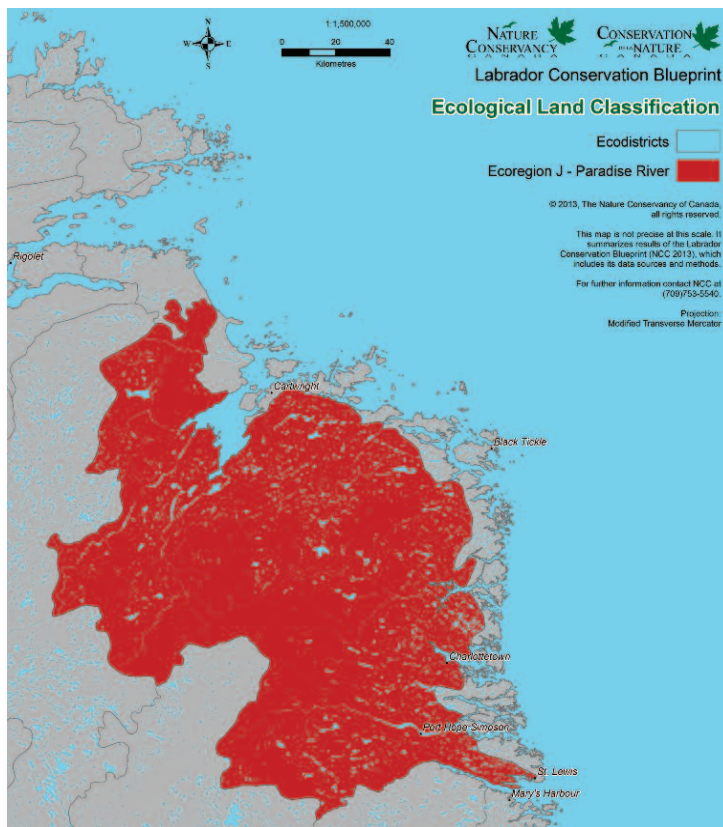 N
W E
S
1:1,500,000
0 20 40
Kilometres
NATURE
CONSERVANCY
CONSERVATION
NATURE
Labrador Conservation Blueprint
Ecological Land Classification
Ecodistricts
Ecoregion J - Paradise River
© 2013, The Nature Conservancy of Canada,
all rights reserved.
This map is not precise at this scale. It
summarizes results of the Labrador
Conservation Blueprint (NCC 2013), which
includes its data sources and methods.
For further information contact NCC at
(709)753-5540.
Projection:
Modified Transverse Mercator
Rigolet
Cartwright
Black Tickle
Charlottetown
Port Hope Simpson
St. Lewis
Mary's Harbour